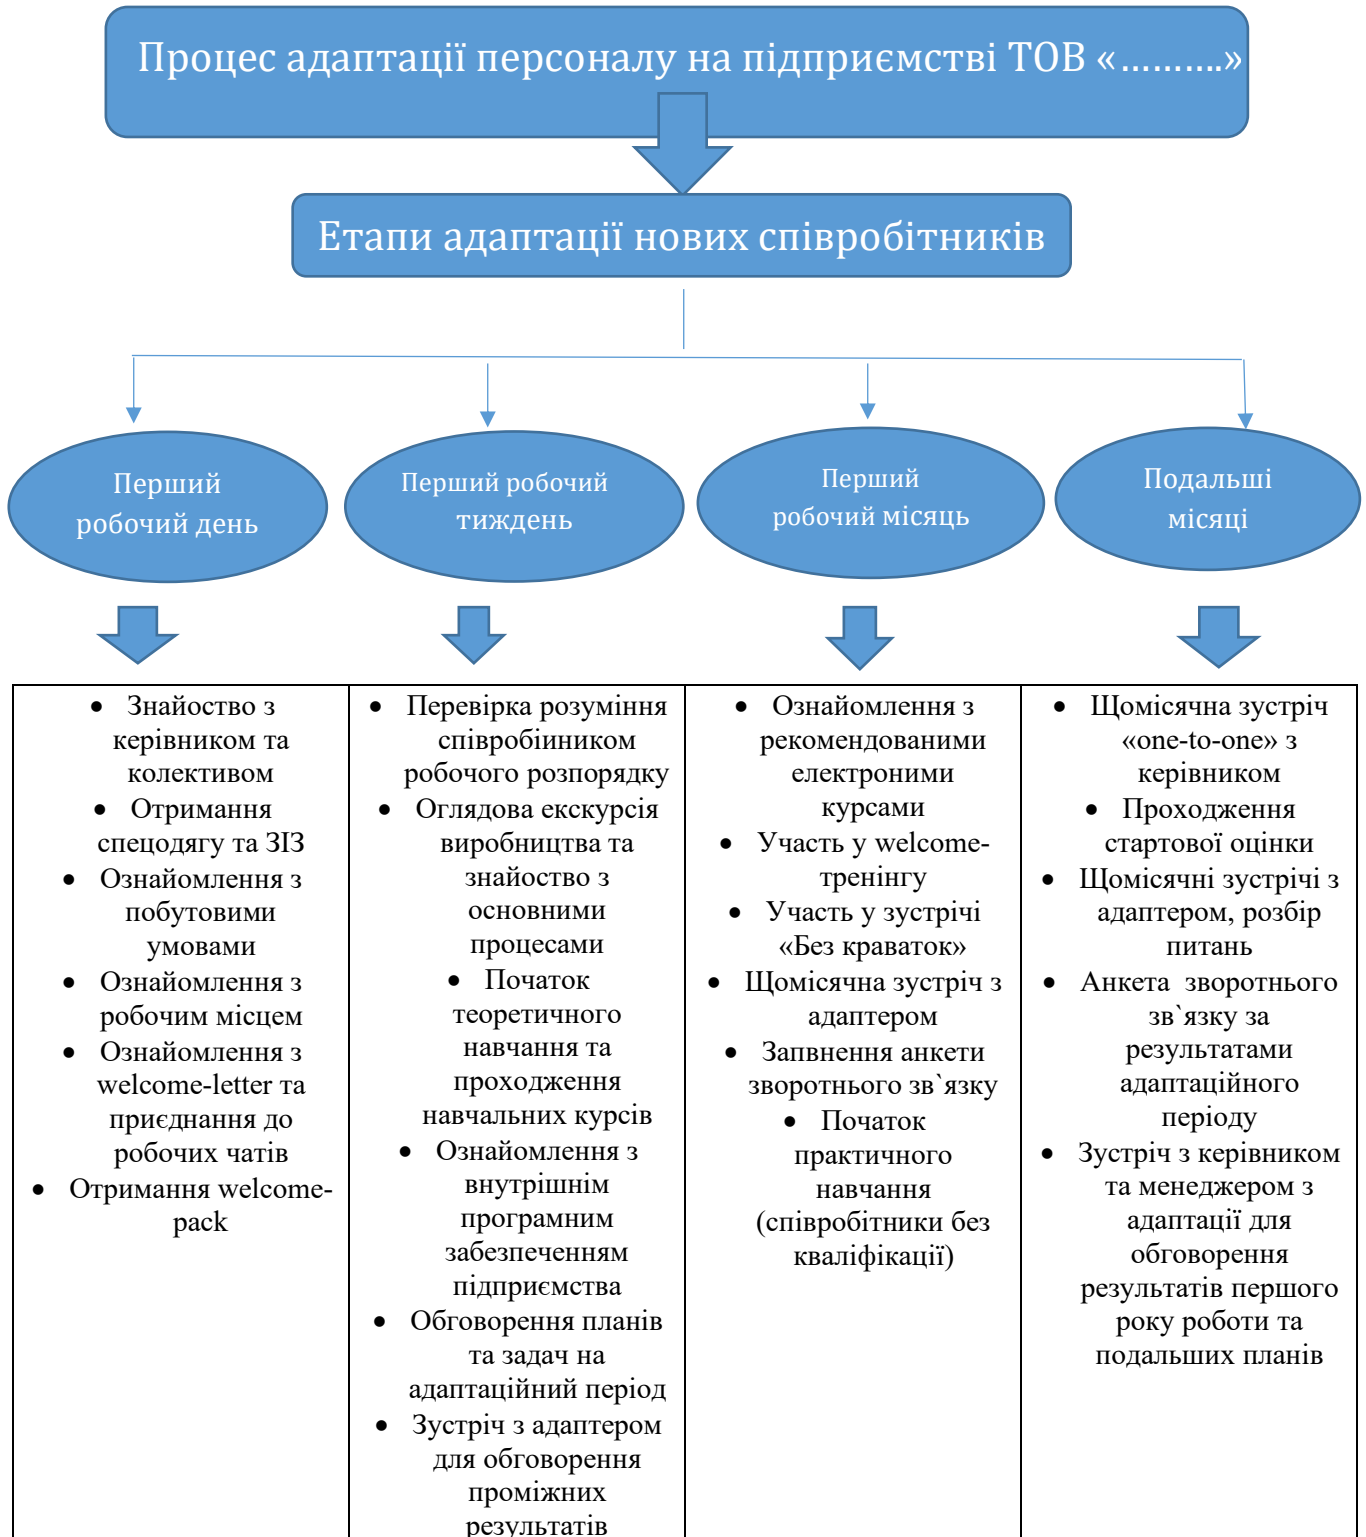 Процес адаптації персоналу на підприємстві ТОВ «……….»
Етапи адаптації нових співробітників
Перший
робочий день
Перший робочий
тиждень
Перший
робочий місяць
Подальші
місяці
• Знайоство з
керівником та
колективом
• Отримання
спецодягу та ЗІЗ
• Ознайомлення з
побутовими
умовами
• Ознайомлення з
робочим місцем
• Ознайомлення з
welcome-letter та
приєднання до
робочих чатів
• Отримання welcome-
pack
• Перевірка розуміння
співробіником
робочого розпорядку
• Оглядова екскурсія
виробництва та
знайоство з
основними
процесами
• Початок
теоретичного
навчання та
проходження
навчальних курсів
• Ознайомлення з
внутрішнім
програмним
забезпеченням
підприємства
• Обговорення планів
та задач на
адаптаційний період
• Зустріч з адаптером
для обговорення
проміжних
результатів
• Ознайомлення з
рекомендованими
електроними
курсами
• Участь у welcome-
тренінгу
• Участь у зустрічі
«Без краваток»
• Щомісячна зустріч з
адаптером
• Запвнення анкети
зворотнього зв`язку
• Початок
практичного
навчання
(співробітники без
кваліфікації)
• Щомісячна зустріч
«one-to-one» з
керівником
• Проходження
стартової оцінки
• Щомісячні зустрічі з
адаптером, розбір
питань
• Анкета зворотнього
зв`язку за
результатами
адаптаційного
періоду
• Зустріч з керівником
та менеджером з
адаптації для
обговорення
результатів першого
року роботи та
подальших планів